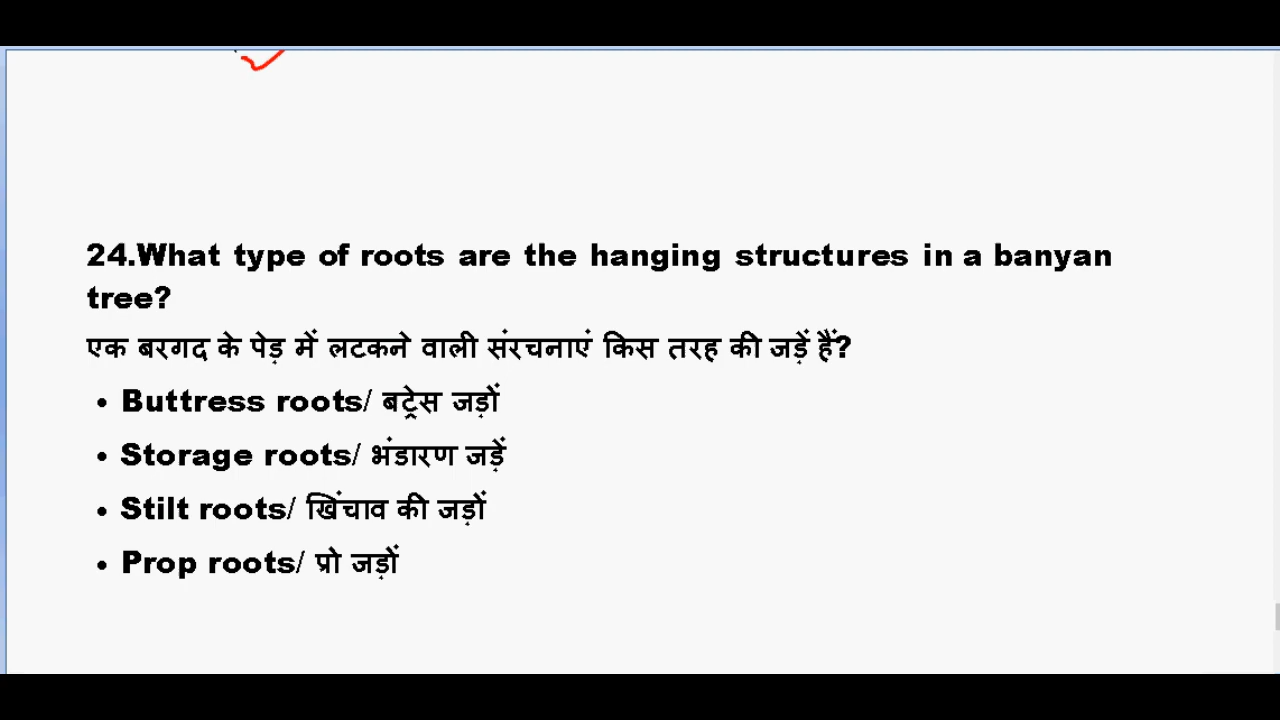 24.What type of roots are the hanging structures in a banyan
tree?
एक बरगद के पेड़ में लटकने वाली संरचनाएं किस तरह की जड़ें हैं?
• Buttress roots/ बट्रेस जड़ों
• Storage roots/ भंडारण जड़ें
• Stilt roots/ खिंचाव की जड़ों
• Prop roots/ प्रो जड़ों